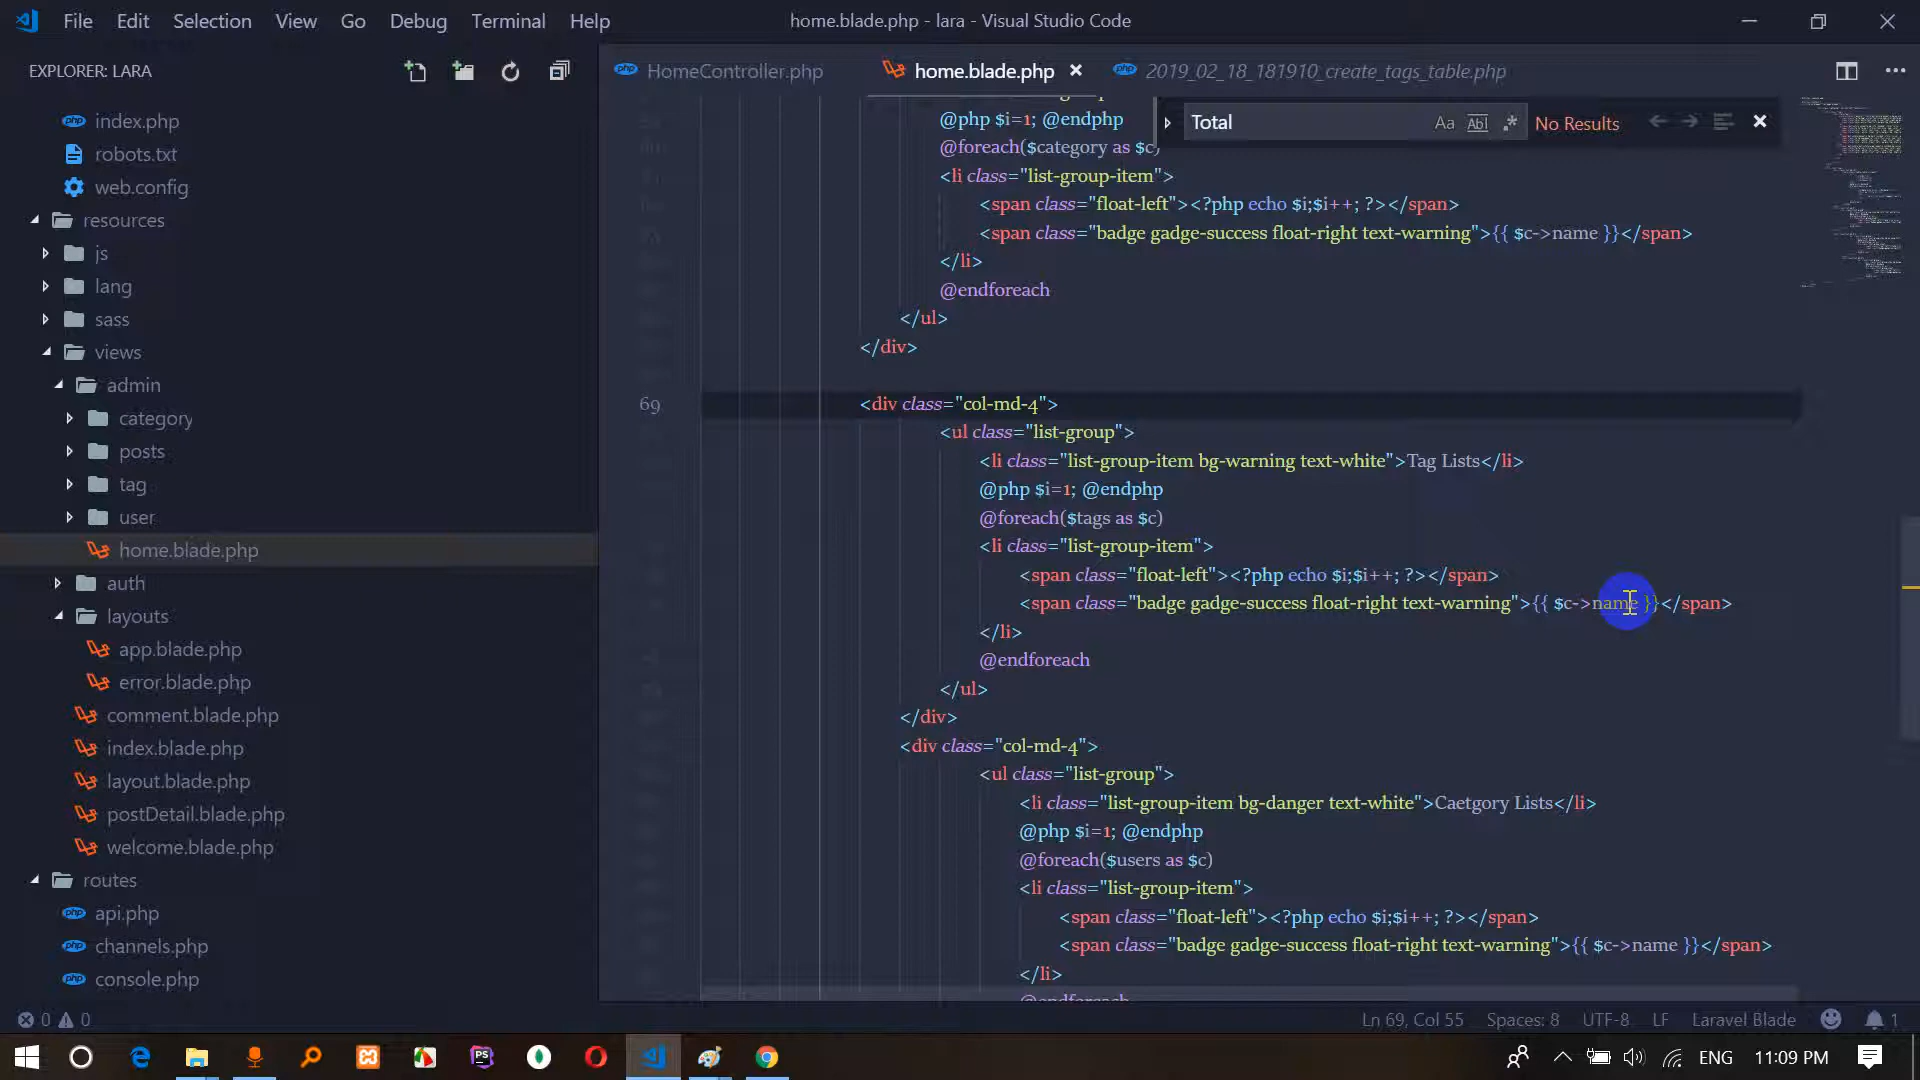 File Edit Selection View Go Debug Terminal Help
home.blade.php - lara - Visual Studio Code
EXPLORER: LARA
index.php
robots.txt
web.config
resources
js
lang
sass
views
admin
category
posts
tag
user
home.blade.php
auth
layouts
app.blade.php
error.blade.php
comment.blade.php
index.blade.php
layout.blade.php
postDetail.blade.php
welcome.blade.php
routes
api.php
channels.php
console.php
HomeController.php
home.blade.php
2019_02_18_181910_create_tags_table.php
Total
Aa Abl .*
No Results
@php $i=1; @endphp
@foreach($category as $c)
<li class="list-group-item">
<span class="float-left"><?php echo $i;$i++; ?></span>
<span class="badge gadge-success float-right text-warning">{{ $c->name }}</span>
</li>
@endforeach
</ul>
</div>
69 <div class="col-md-4">
<ul class="list-group">
<li class="list-group-item bg-warning text-white">Tag Lists</li>
@php $i=1; @endphp
@foreach($tags as $c)
<li class="list-group-item">
<span class="float-left"><?php echo $i;$i++; ?></span>
<span class="badge gadge-success float-right text-warning">{{ $c->name }}</span>
</li>
@endforeach
</ul>
</div>
<div class="col-md-4">
<ul class="list-group">
<li class="list-group-item bg-danger text-white">Caetgory Lists</li>
@php $i=1; @endphp
@foreach($users as $c)
<li class="list-group-item">
<span class="float-left"><?php echo $i;$i++; ?></span>
<span class="badge gadge-success float-right text-warning">{{ $c->name }}</span>
</li>
@endforeach
0 0
Ln 69, Col 55 Spaces: 8 UTF-8 LF Laravel Blade 1
PS
ENG 11:09 PM